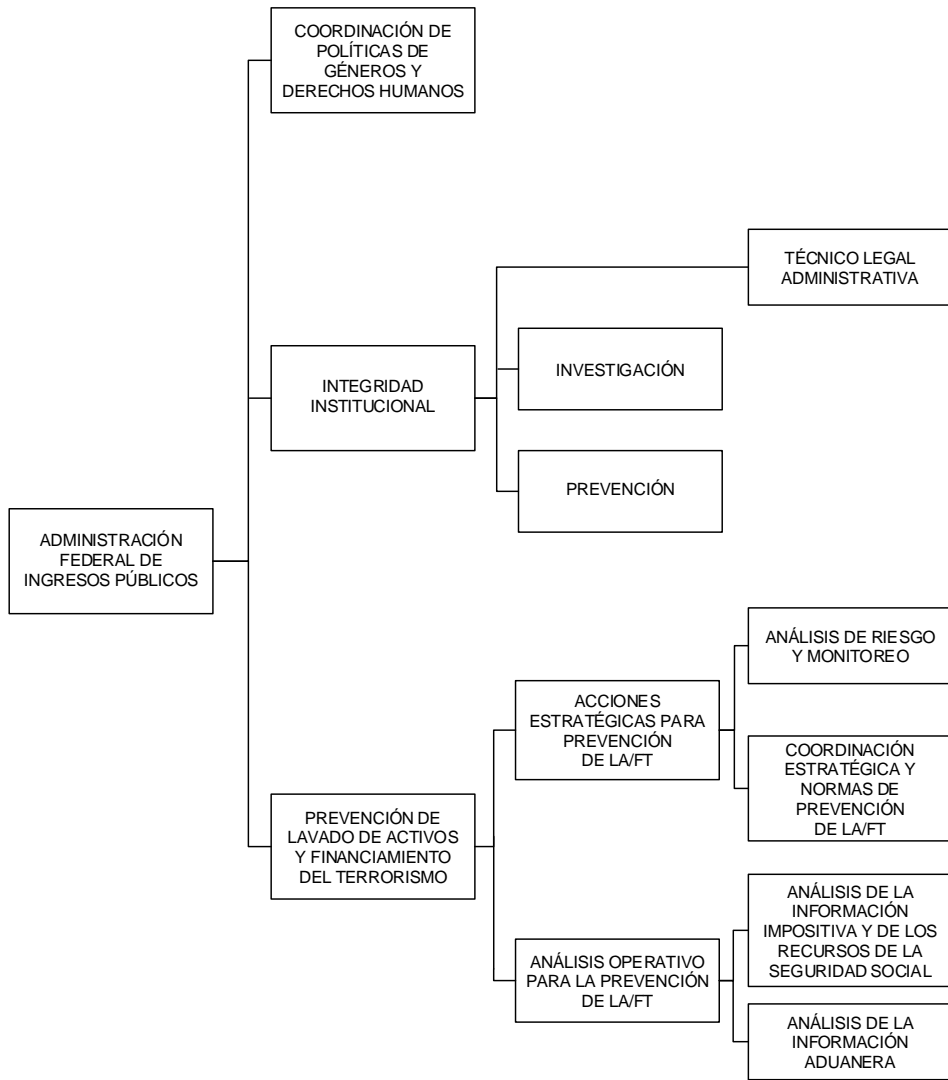 COORDINACIÓN DE
POLÍTICAS DE
GÉNEROS Y
DERECHOS HUMANOS
TÉCNICO LEGAL
ADMINISTRATIVA
INVESTIGACIÓN
INTEGRIDAD
INSTITUCIONAL
PREVENCIÓN
ADMINISTRACIÓN
FEDERAL DE
INGRESOS PÚBLICOS
ANÁLISIS DE RIESGO
Y MONITOREO
ACCIONES
ESTRATÉGICAS PARA
PREVENCIÓN
DE LA/FT
COORDINACIÓN
ESTRATÉGICA Y
NORMAS DE
PREVENCIÓN
DE LA/FT
PREVENCIÓN DE
LAVADO DE ACTIVOS
Y FINANCIAMIENTO
DEL TERRORISMO
ANÁLISIS DE LA
INFORMACIÓN
IMPOSITIVA Y DE LOS
RECURSOS DE LA
SEGURIDAD SOCIAL
ANÁLISIS OPERATIVO
PARA LA PREVENCIÓN
DE LA/FT
ANÁLISIS DE LA
INFORMACIÓN
ADUANERA